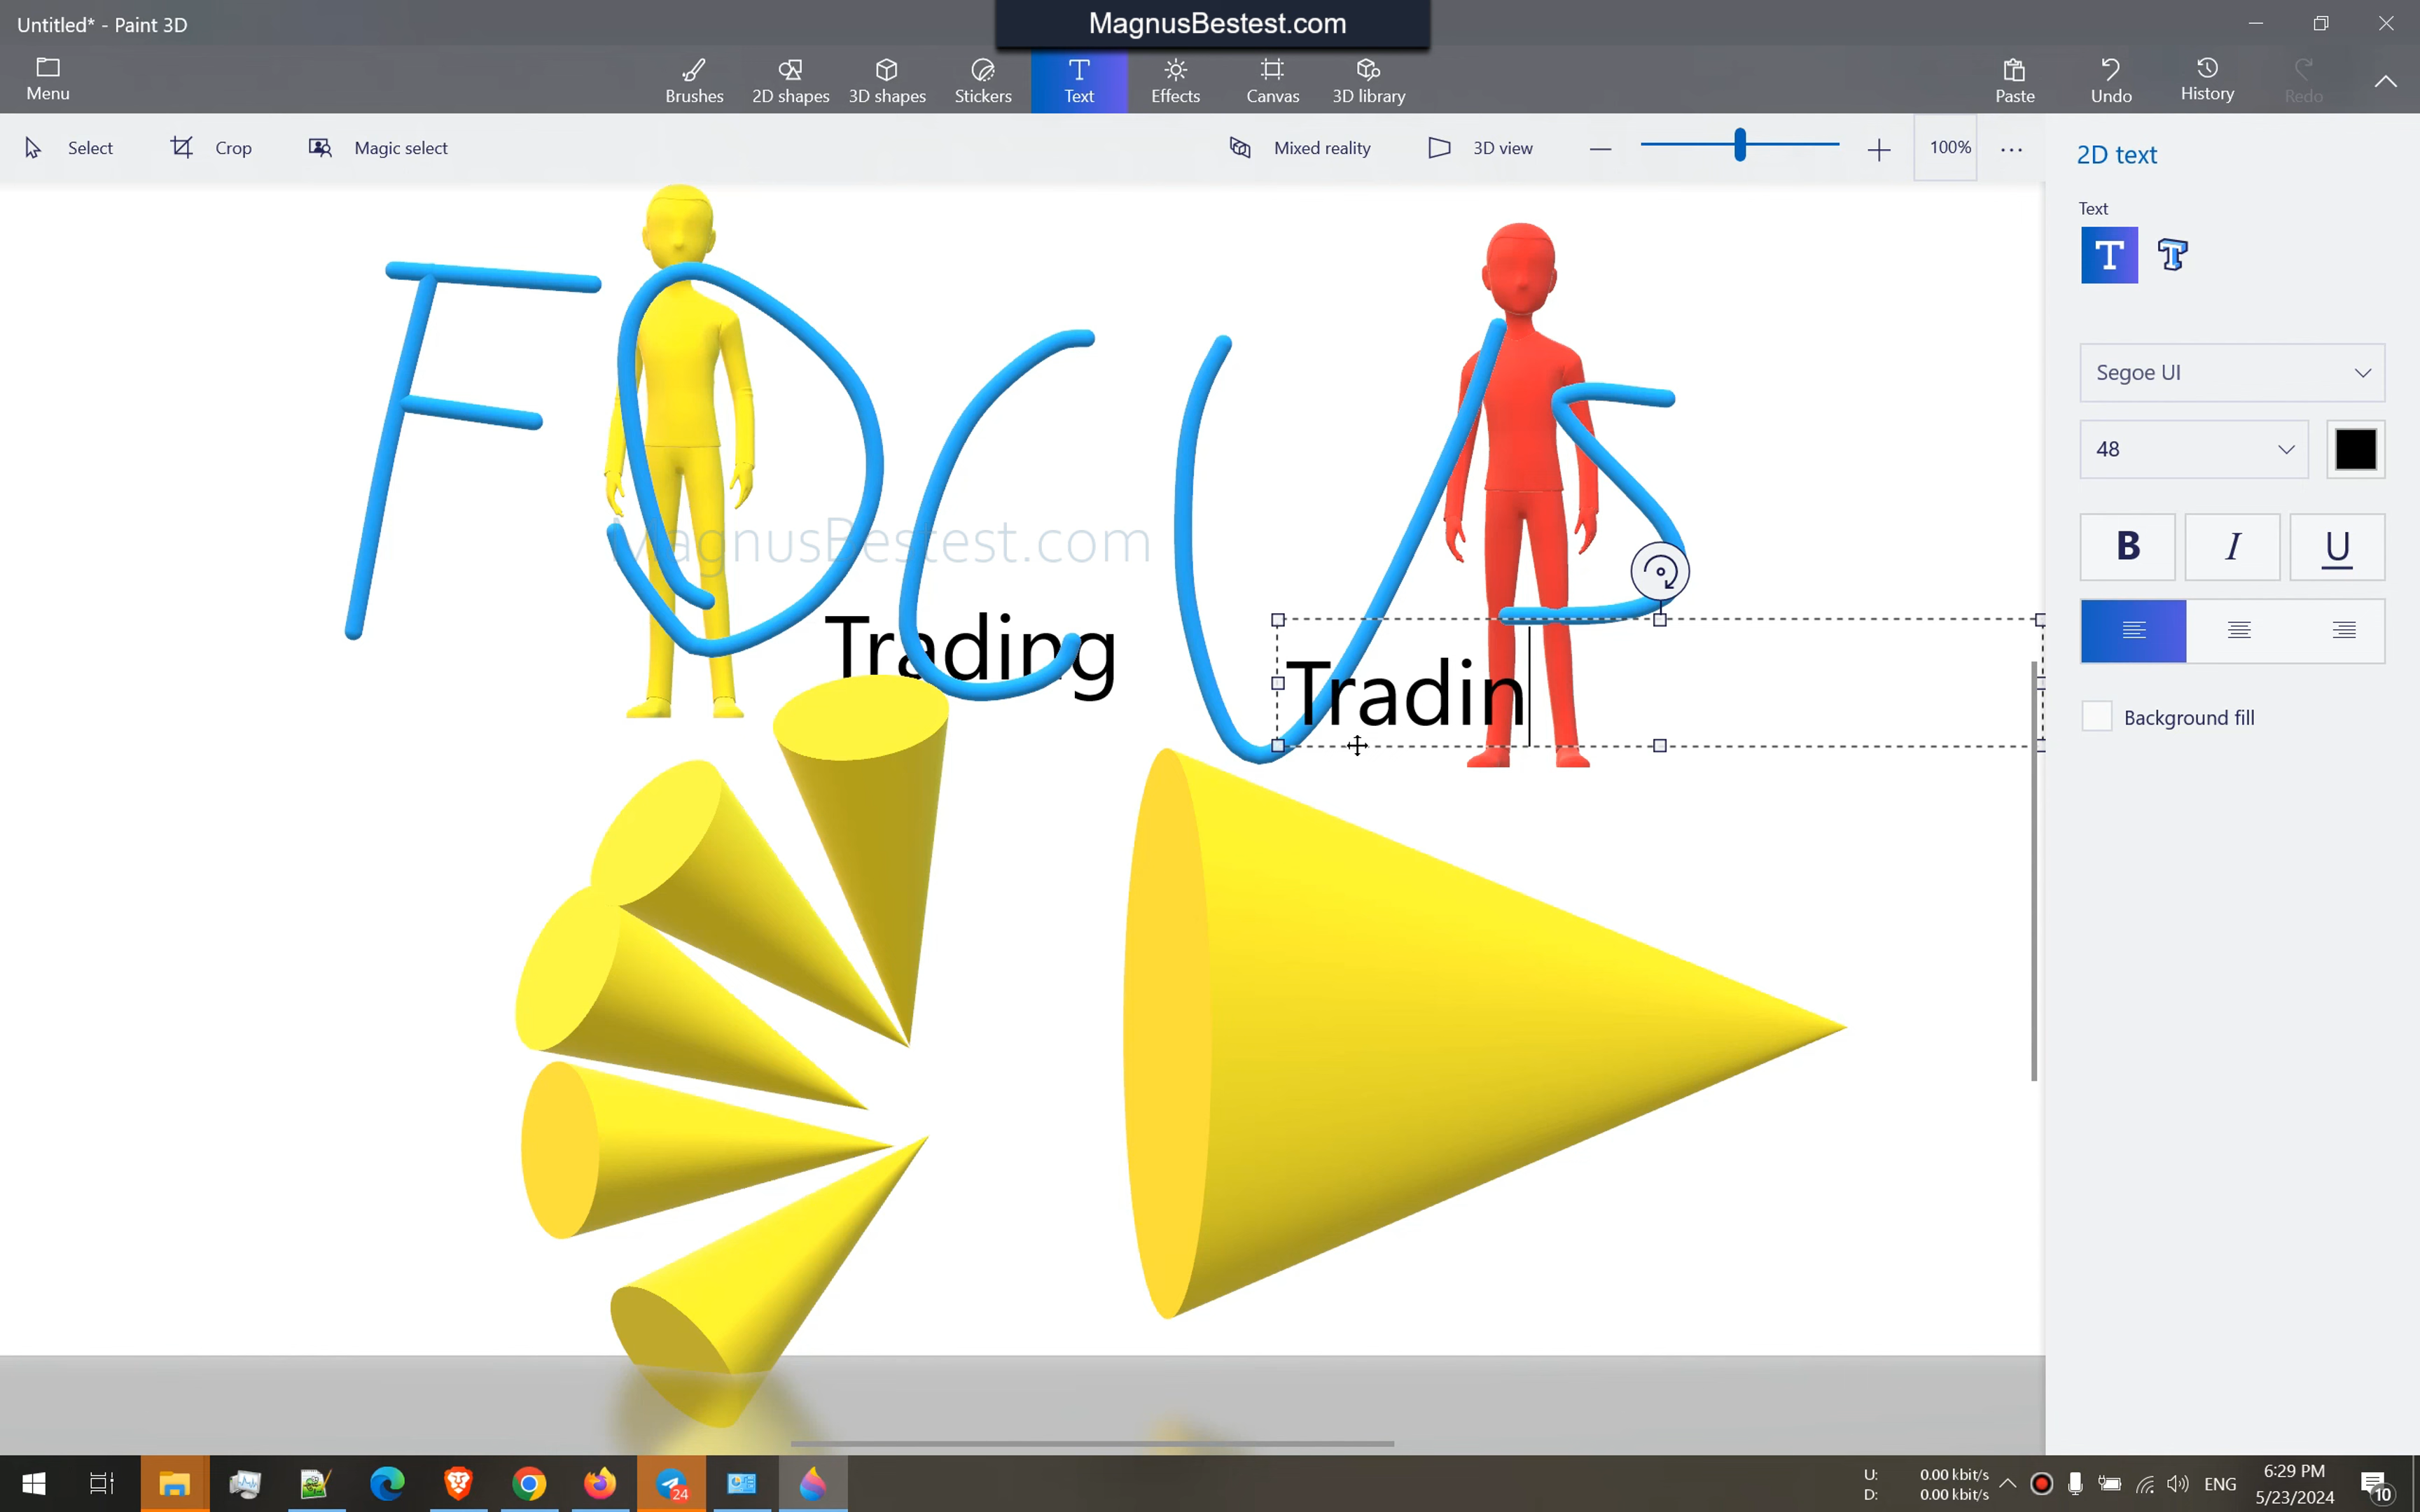 Untitled* - Paint 3D
MagnusBestest.com
Menu
Brushes
2D shapes
3D shapes
Stickers
Text
Effects
Canvas
3D library
Paste
Undo
History
Redo
Select
Crop
Magic select
Mixed reality
3D view
100%
2D text
Text
Segoe UI
48
B
I
U
Background fill
FOCUS
MagnusBestest.com
Trading
Tradin
24
U: 0.00 kbit/s
D: 0.00 kbit/s
ENG
6:29 PM
5/23/2024
10